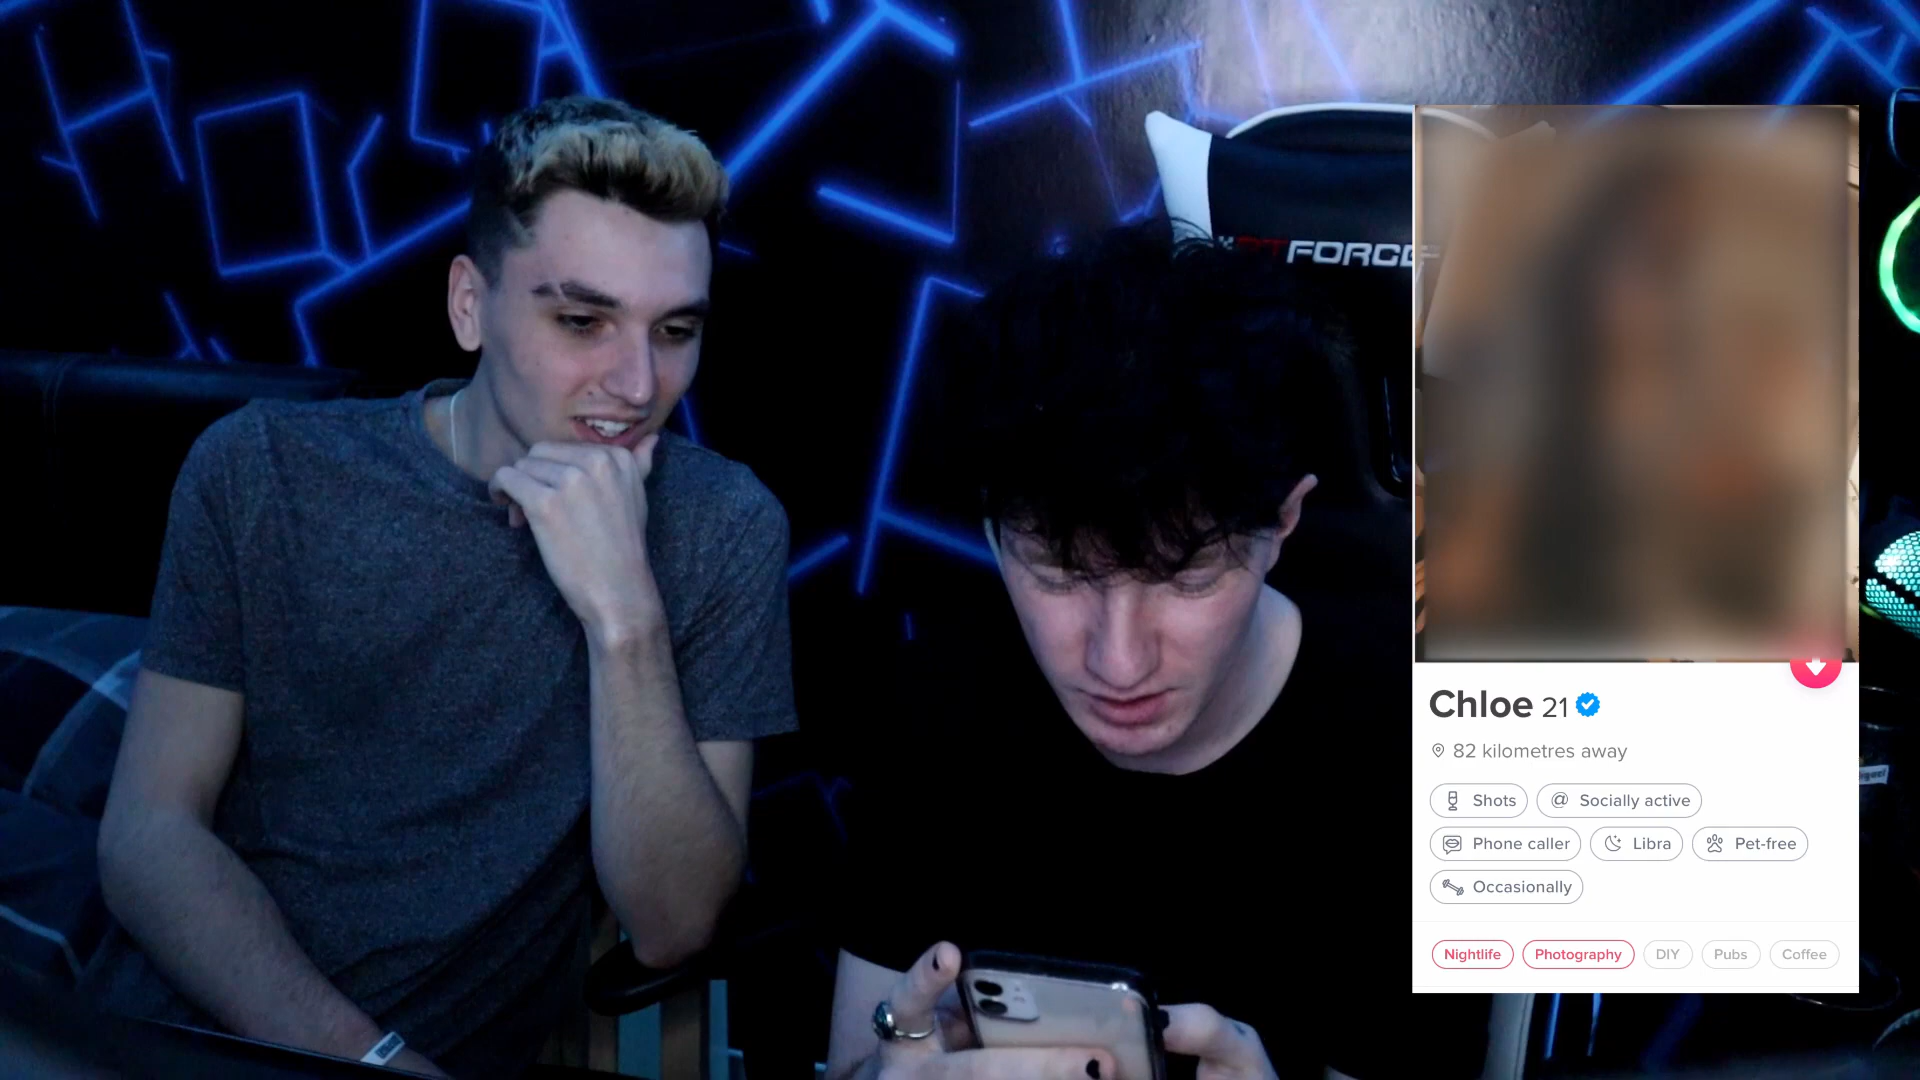 GTFORCE
Chloe 21
82 kilometres away
Shots
Socially active
Phone caller
Libra
Pet-free
Occasionally
Nightlife
Photography
DIY
Pubs
Coffee